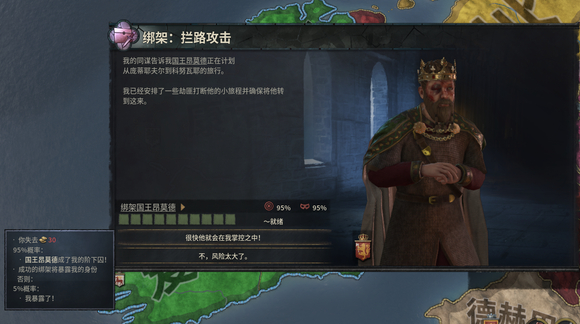 绑架：拦路攻击
我的同谋告诉我国王昂莫德正在计划
从庞蒂耶夫尔到科努瓦耶的旅行。
我已经安排了一些劫匪打断他的小旅程并确保将他转
到这来。
绑架国王昂莫德
95%
95%
～就绪
很快他就会在我掌控之中!
不，风险太大了。
· 你失去 30
95%概率：
· 国王昂莫德成了我的阶下囚！
· 成功的绑架将暴露我的身份
否则：
5%概率：
· 我暴露了！
德赫